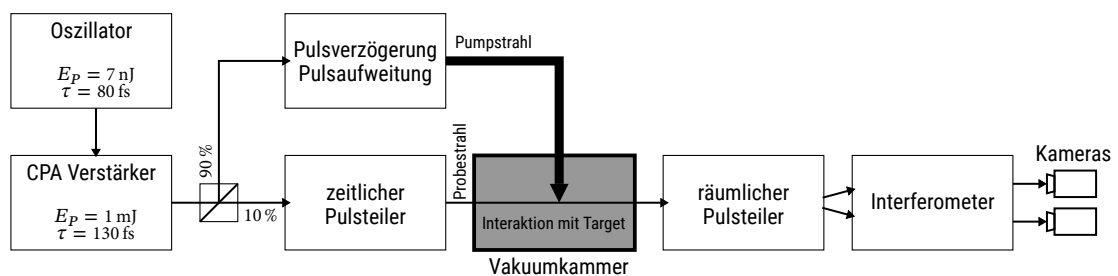 Oszillator
E_P = 7 nJ
τ = 80 fs
CPA Verstärker
E_P = 1 mJ
τ = 130 fs
90 %
10 %
Pulsverzögerung
Pulsaufweitung
Pumpstrahl
zeitlicher
Pulsteiler
Probestrahl
Interaktion mit Target
Vakuumkammer
räumlicher
Pulsteiler
Interferometer
Kameras